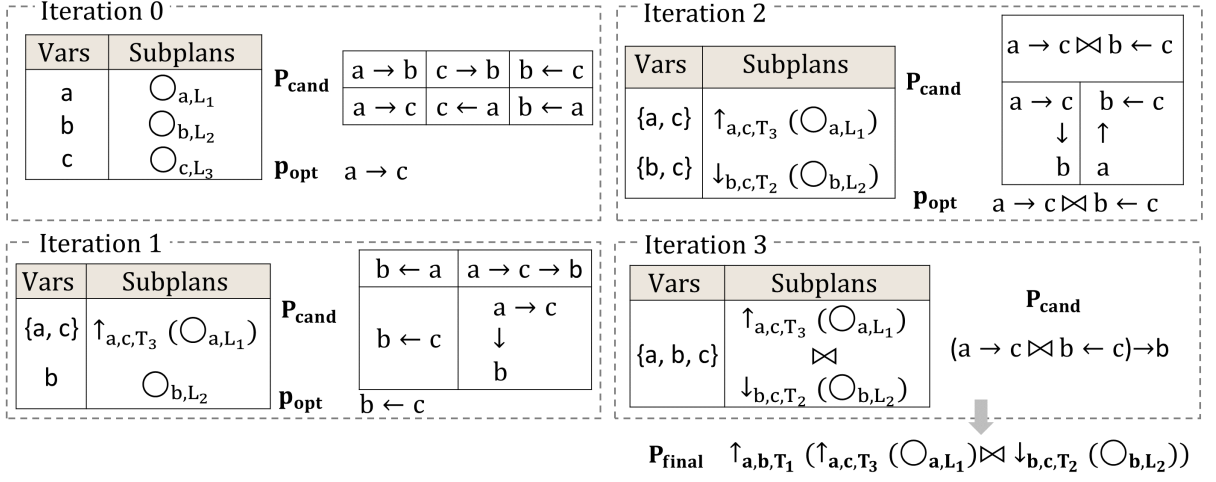 Iteration 0
Vars Subplans
a ◯a,L₁
b ◯b,L₂
c ◯c,L₃
Pcand
a → b c → b b ← c
a → c c ← a b ← a
popt a → c
Iteration 1
Vars Subplans
{a, c} ↑a,c,T₃ (◯a,L₁)
b ◯b,L₂
Pcand
b ← a a → c → b
b ← c a → c
↓
b
popt b ← c
Iteration 2
Vars Subplans
{a, c} ↑a,c,T₃ (◯a,L₁)
{b, c} ↓b,c,T₂ (◯b,L₂)
Pcand
a → c ⋈ b ← c
a → c b ← c
↓ ↑
b a
popt a → c ⋈ b ← c
Iteration 3
Vars Subplans
{a, b, c} ↑a,c,T₃ (◯a,L₁)
⋈
↓b,c,T₂ (◯b,L₂)
Pcand
(a → c ⋈ b ← c)→b
Pfinal ↑a,b,T₁ (↑a,c,T₃ (◯a,L₁)⋈ ↓b,c,T₂ (◯b,L₂))